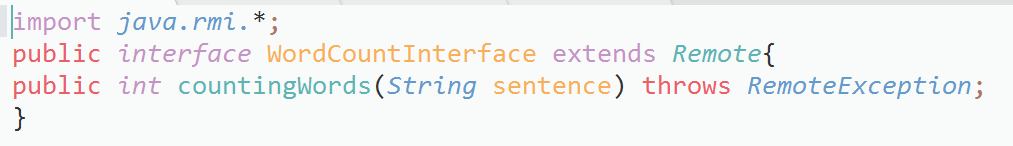 import java.rmi.*;
public interface WordCountInterface extends Remote{
public int countingWords(String sentence) throws RemoteException;
}